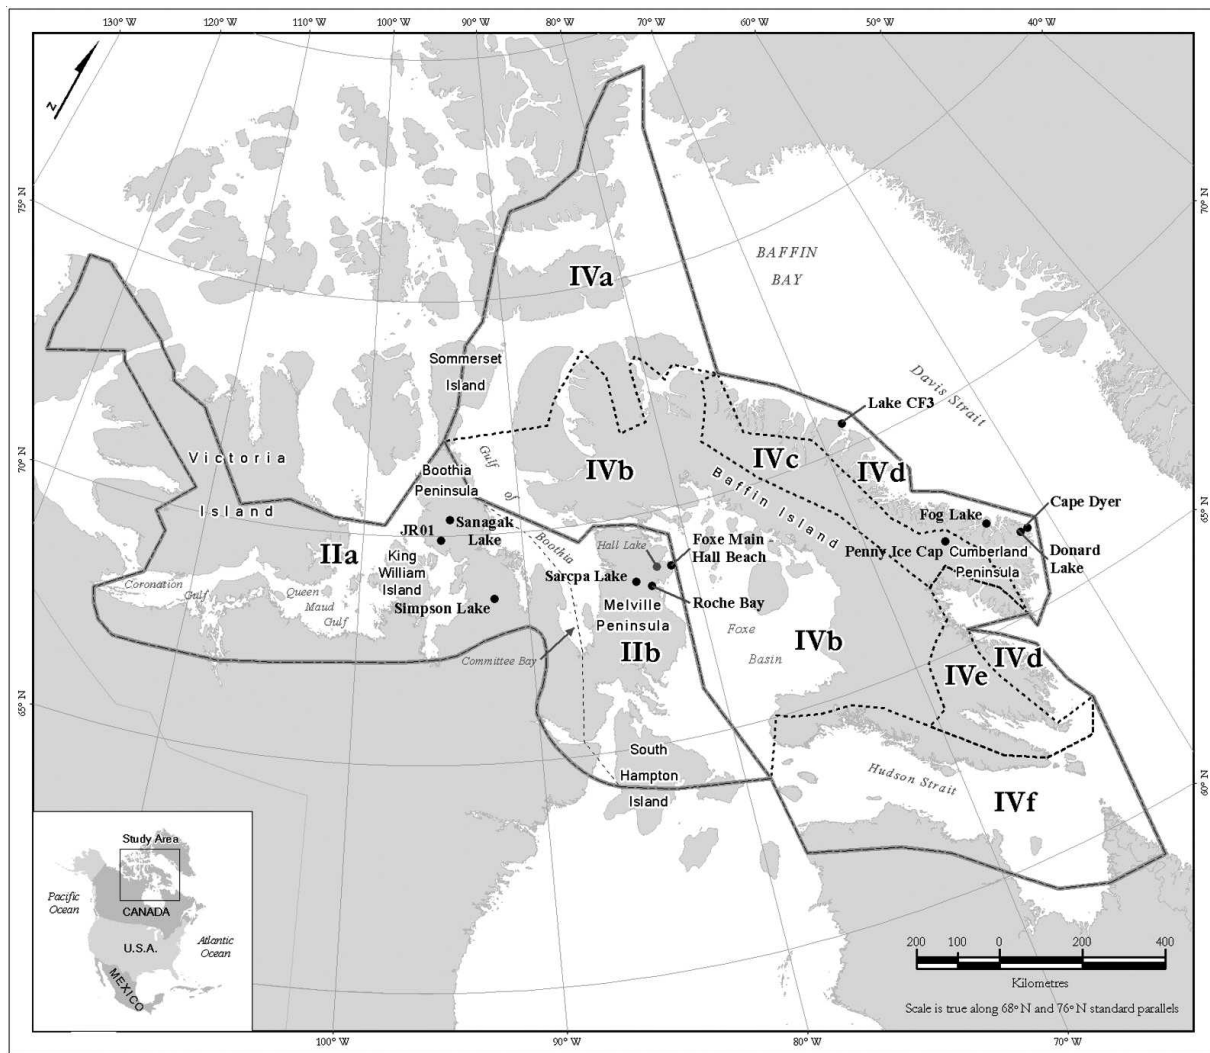 130° W
120° W
110° W
100° W
90° W
80° W
70° W
60° W
50° W
40° W
N
75° N
70° N
65° N
70° N
65° N
60° N
100° W
90° W
80° W
70° W
BAFFIN
BAY
IVa
Sommerset
Island
Davis Strait
Lake CF3
Victoria
Island
Boothia
Peninsula
Gulf
of
Boothia
IVb
IVc
IVd
Baffin Island
JR01
Sanagak
Lake
IIa
King
William
Island
Simpson Lake
Coronation
Gulf
Queen
Maud
Gulf
Hall Lake
Foxe Main -
Hall Beach
Sarcpa Lake
Roche Bay
Melville
Peninsula
IIb
Committee Bay
Foxe
Basin
IVb
Fog Lake
Cape Dyer
Donard
Lake
Penny Ice Cap
Cumberland
Peninsula
IVe
IVd
South
Hampton
Island
Hudson Strait
IVf
Study Area
Pacific
Ocean
CANADA
U.S.A.
Atlantic
Ocean
MEXICO
200 100 0 200 400
Kilometres
Scale is true along 68° N and 76° N standard parallels